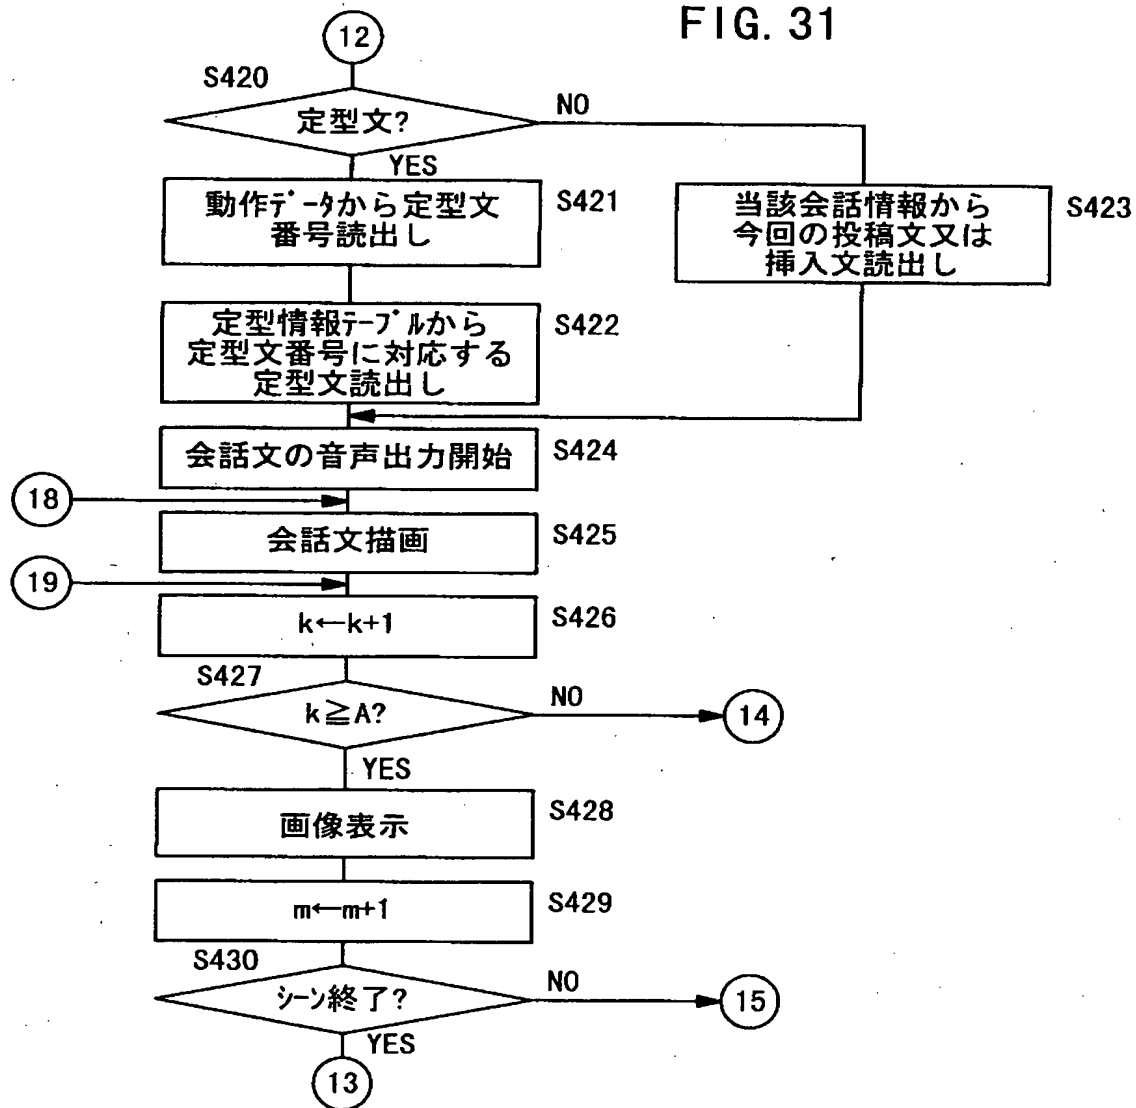 FIG. 31
12
S420
定型文?
NO
YES
動作データから定型文
番号読出し
S421
当該会話情報から
今回の投稿文又は
挿入文読出し
S423
定型情報テーブルから
定型文番号に対応する
定型文読出し
S422
会話文の音声出力開始
S424
18
会話文描画
S425
19
k←k+1
S426
S427
k≧A?
NO
14
YES
画像表示
S428
m←m+1
S429
S430
シーン終了?
NO
15
YES
13